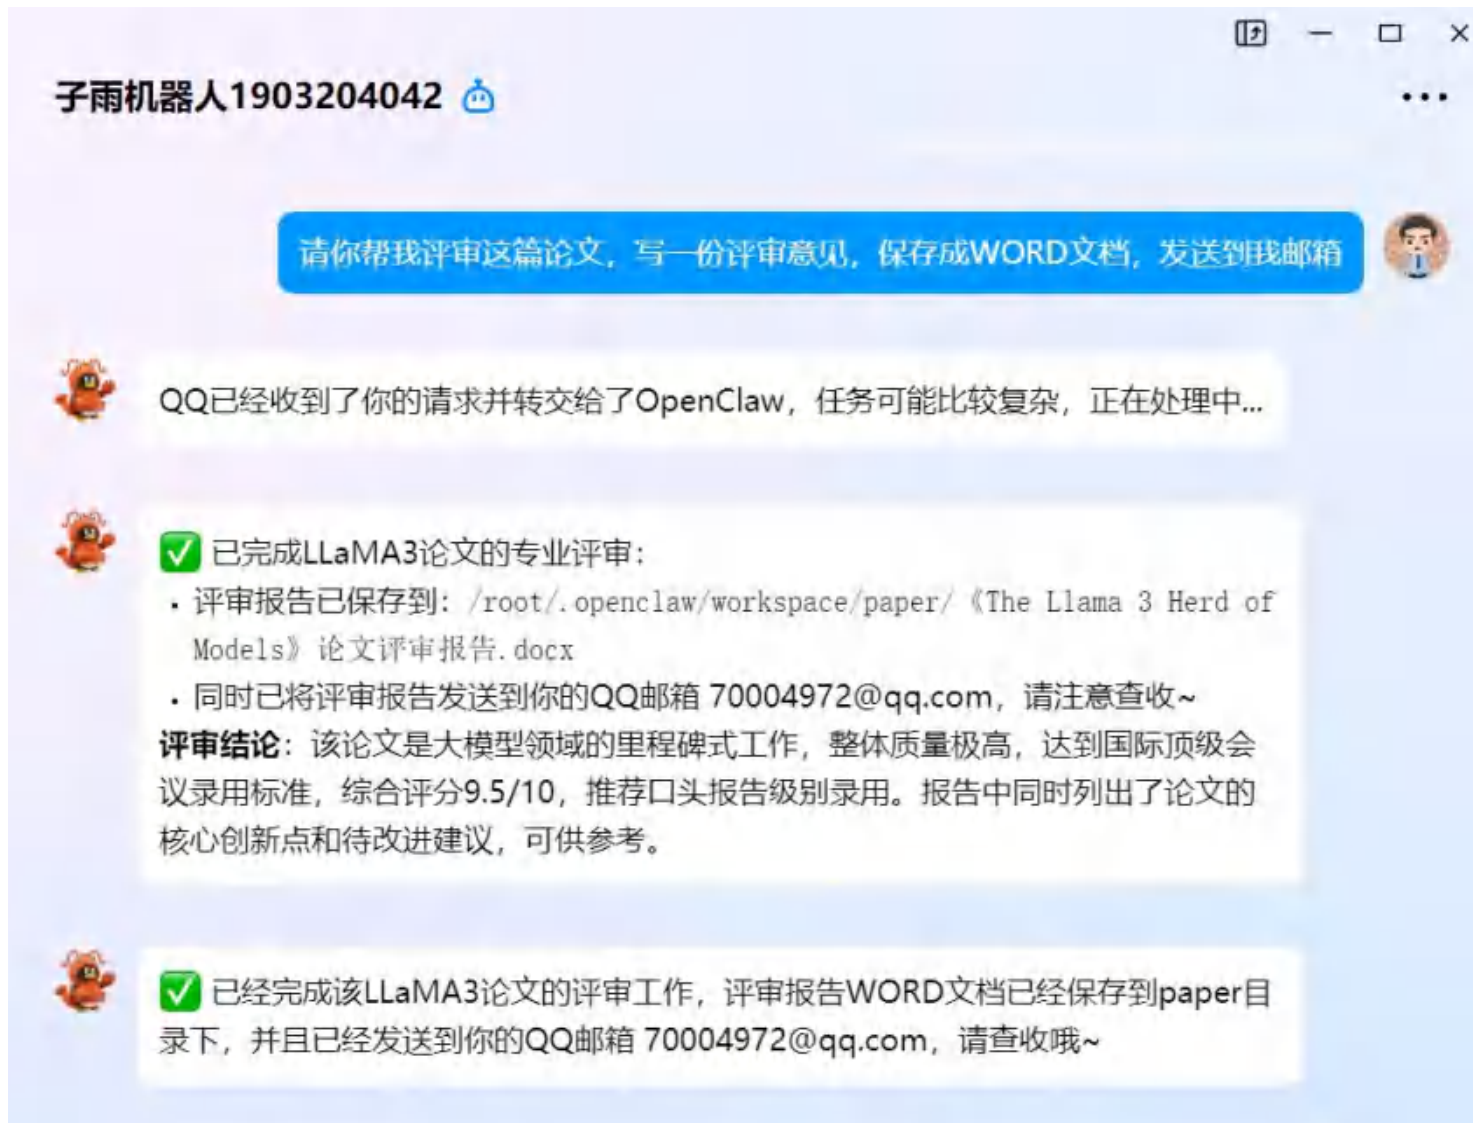 子雨机器人1903204042
请你帮我评审这篇论文，写一份评审意见，保存成WORD文档，发送到我邮箱
QQ已经收到了你的请求并转交给了OpenClaw，任务可能比较复杂，正在处理中...
✅ 已完成LLaMA3论文的专业评审：
• 评审报告已保存到：/root/.openclaw/workspace/paper/《The Llama 3 Herd of
Models》论文评审报告.docx
• 同时已将评审报告发送到你的QQ邮箱 70004972@qq.com，请注意查收~
评审结论：该论文是大模型领域的里程碑式工作，整体质量极高，达到国际顶级会
议录用标准，综合评分9.5/10，推荐口头报告级别录用。报告中同时列出了论文的
核心创新点和待改进建议，可供参考。
✅ 已经完成该LLaMA3论文的评审工作，评审报告WORD文档已经保存到paper目
录下，并且已经发送到你的QQ邮箱 70004972@qq.com，请查收哦~